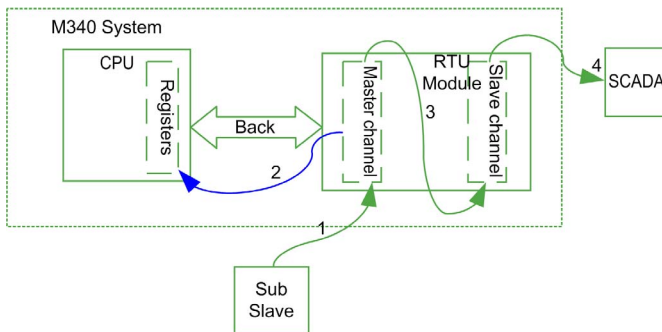 M340 System
CPU
Registers
Back
2
RTU
Module
Master channel
3
Slave channel
4
SCADA
1
Sub
Slave